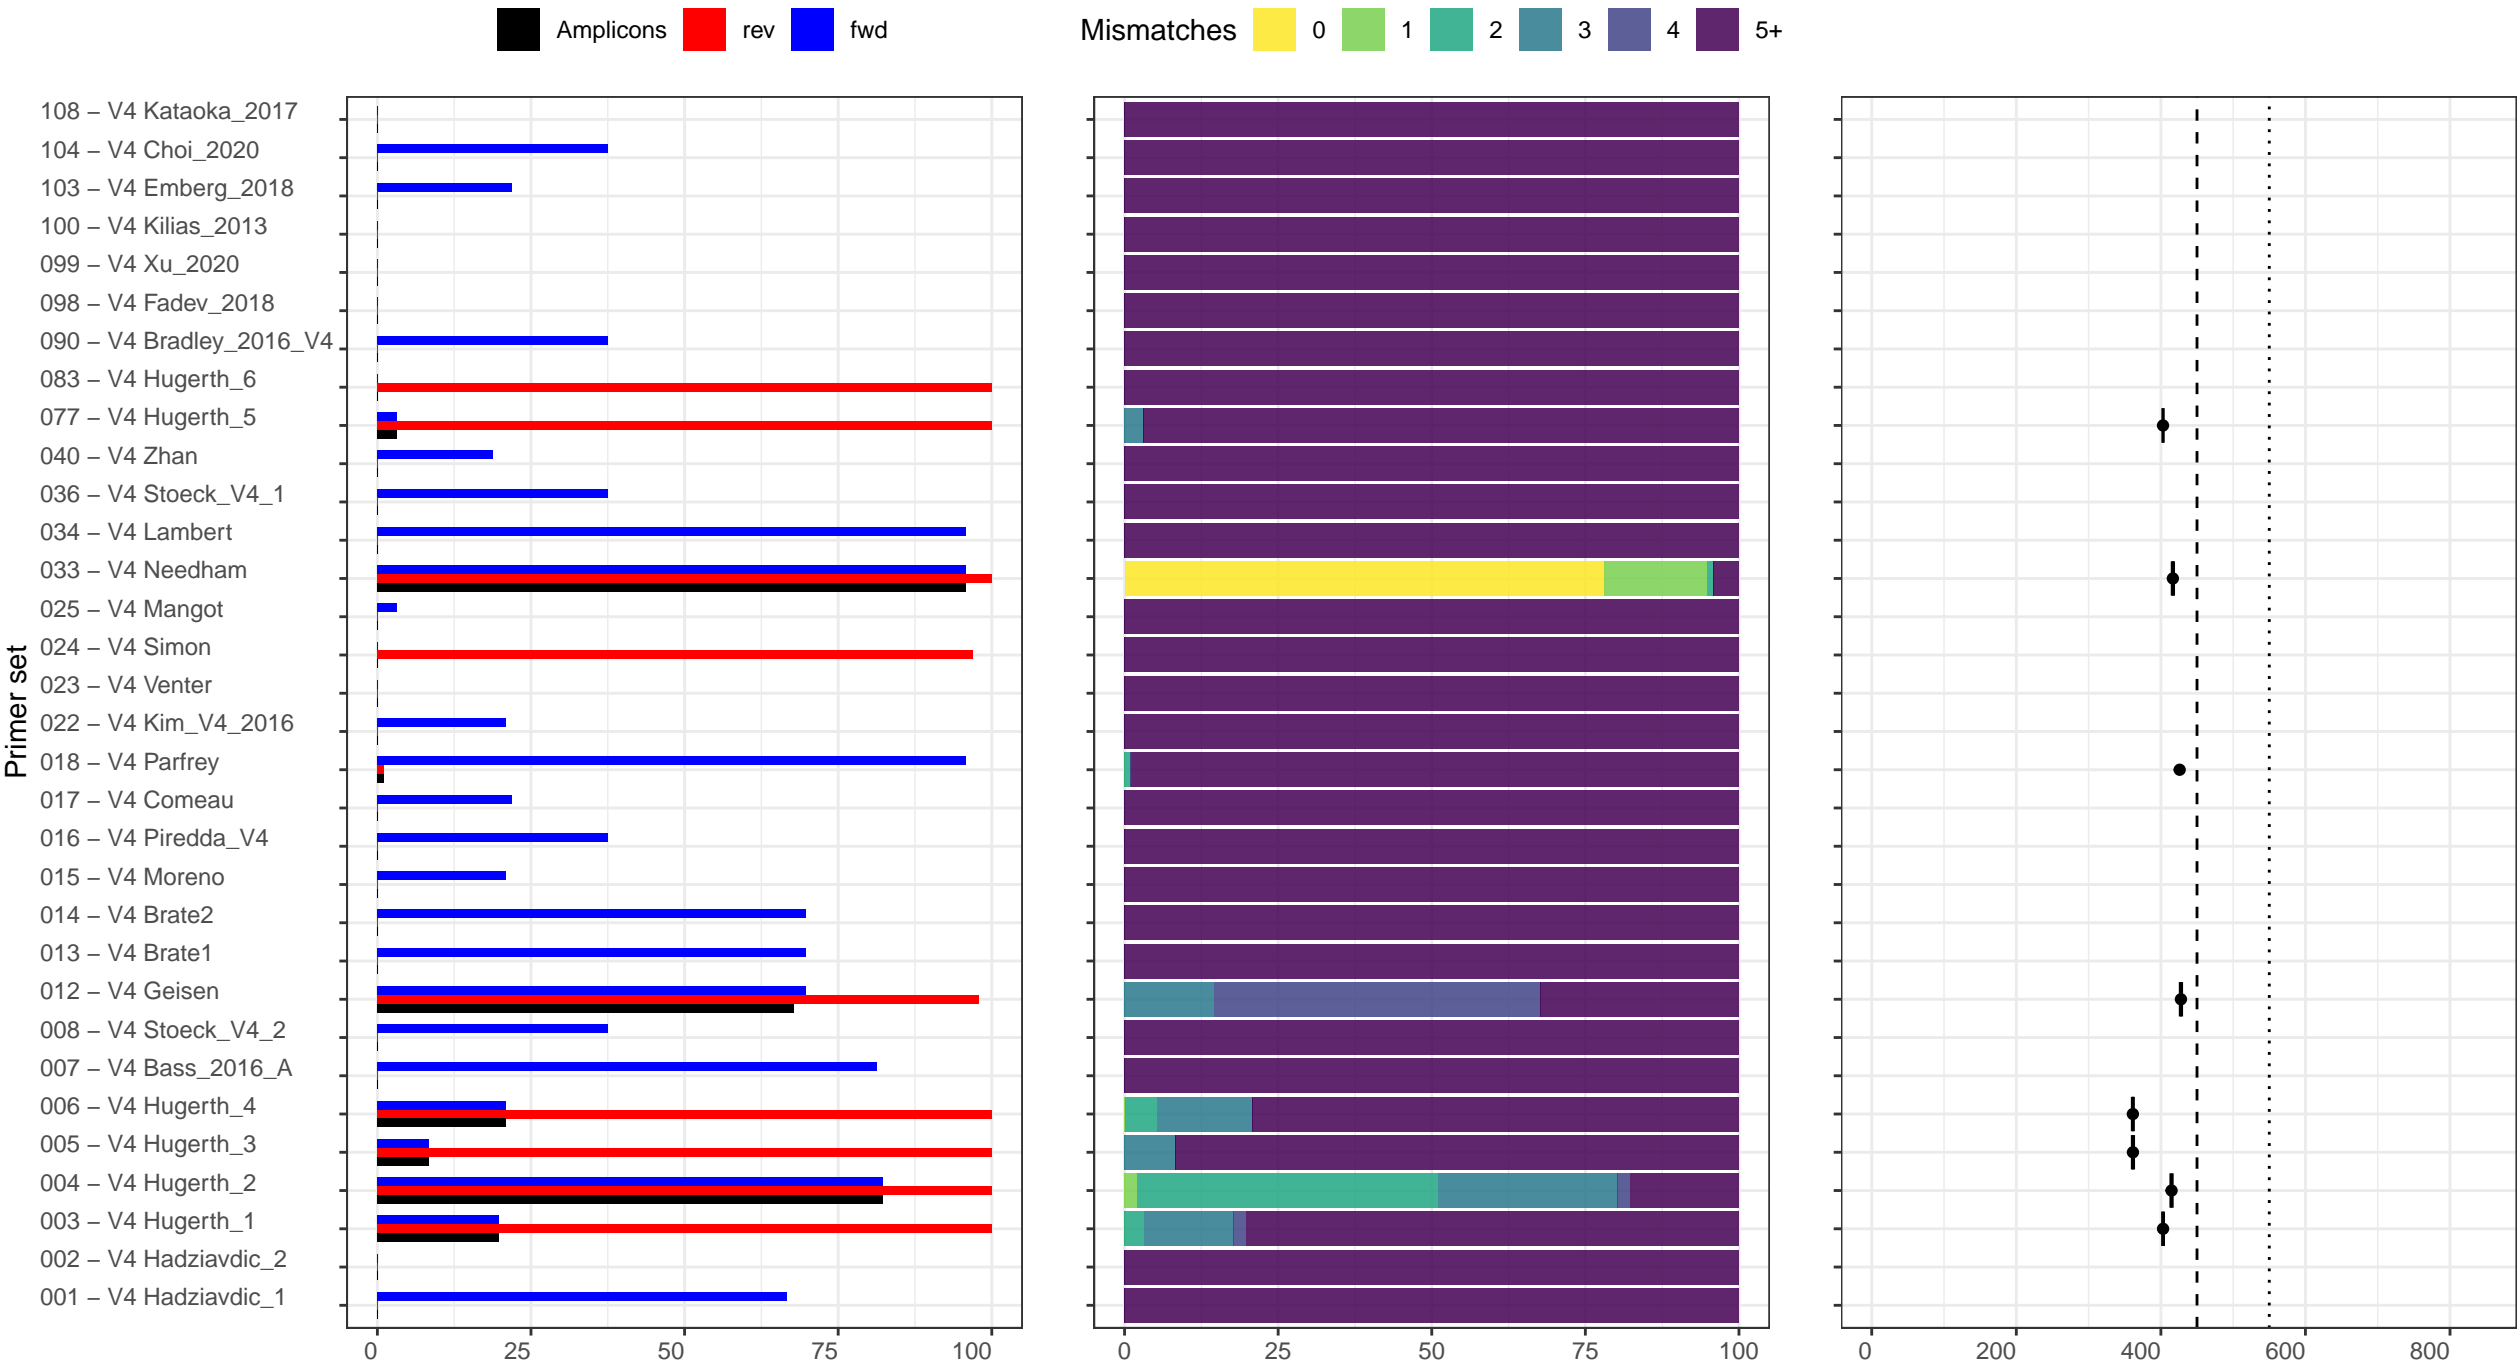 Amplicons rev fwd
Mismatches 0 1 2 3 4 5+
Primer set
108 – V4 Kataoka_2017
104 – V4 Choi_2020
103 – V4 Emberg_2018
100 – V4 Kilias_2013
099 – V4 Xu_2020
098 – V4 Fadev_2018
090 – V4 Bradley_2016_V4
083 – V4 Hugerth_6
077 – V4 Hugerth_5
040 – V4 Zhan
036 – V4 Stoeck_V4_1
034 – V4 Lambert
033 – V4 Needham
025 – V4 Mangot
024 – V4 Simon
023 – V4 Venter
022 – V4 Kim_V4_2016
018 – V4 Parfrey
017 – V4 Comeau
016 – V4 Piredda_V4
015 – V4 Moreno
014 – V4 Brate2
013 – V4 Brate1
012 – V4 Geisen
008 – V4 Stoeck_V4_2
007 – V4 Bass_2016_A
006 – V4 Hugerth_4
005 – V4 Hugerth_3
004 – V4 Hugerth_2
003 – V4 Hugerth_1
002 – V4 Hadziavdic_2
001 – V4 Hadziavdic_1
0 25 50 75 100
0 25 50 75 100
0 200 400 600 800